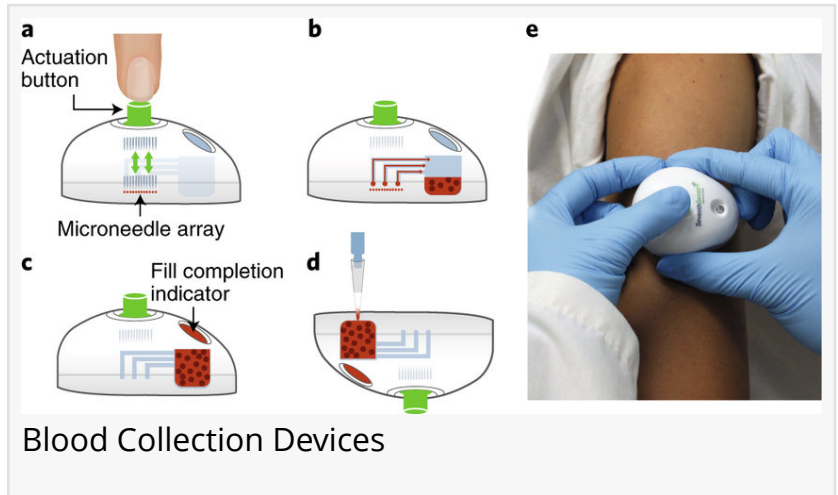 a
Actuation
button
Microneedle array
b
c
Fill completion
indicator
d
e
Blood Collection Devices